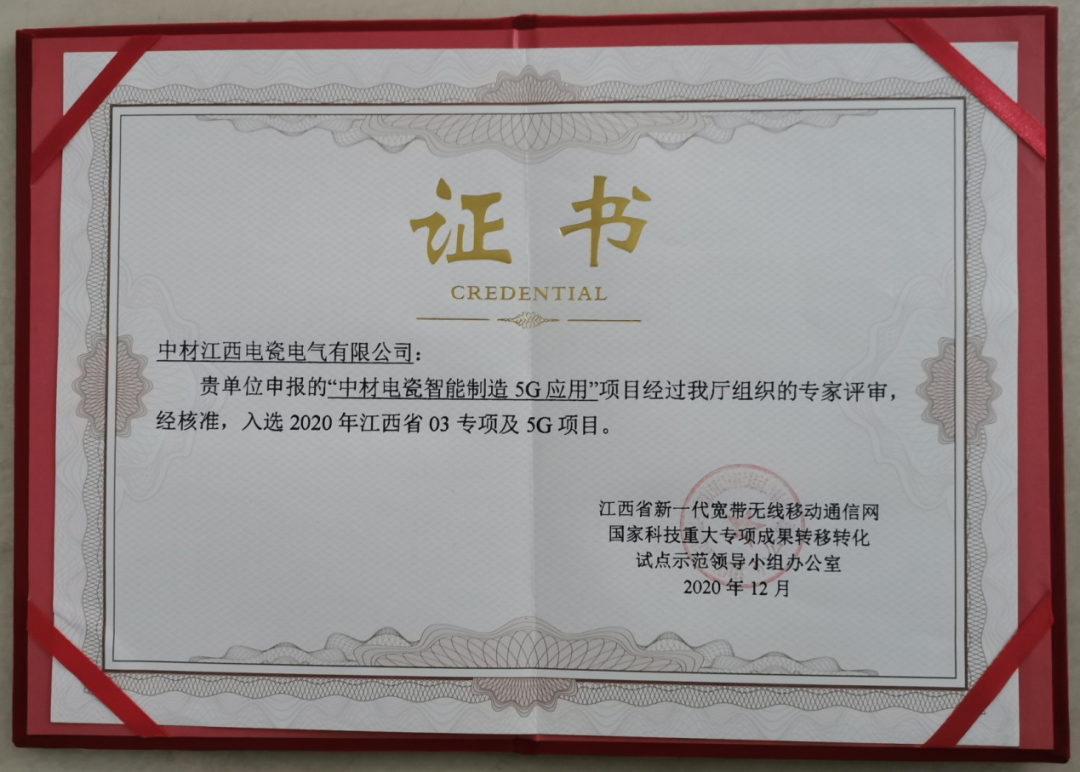 证书
CREDENTIAL
中材江西电瓷电气有限公司：
贵单位申报的“中材电瓷智能制造 5G 应用”项目经过我厅组织的专家评审，
经核准，入选 2020 年江西省 03 专项及 5G 项目。
江西省新一代宽带无线移动通信网
国家科技重大专项成果转移转化
试点示范领导小组办公室
2020 年 12 月